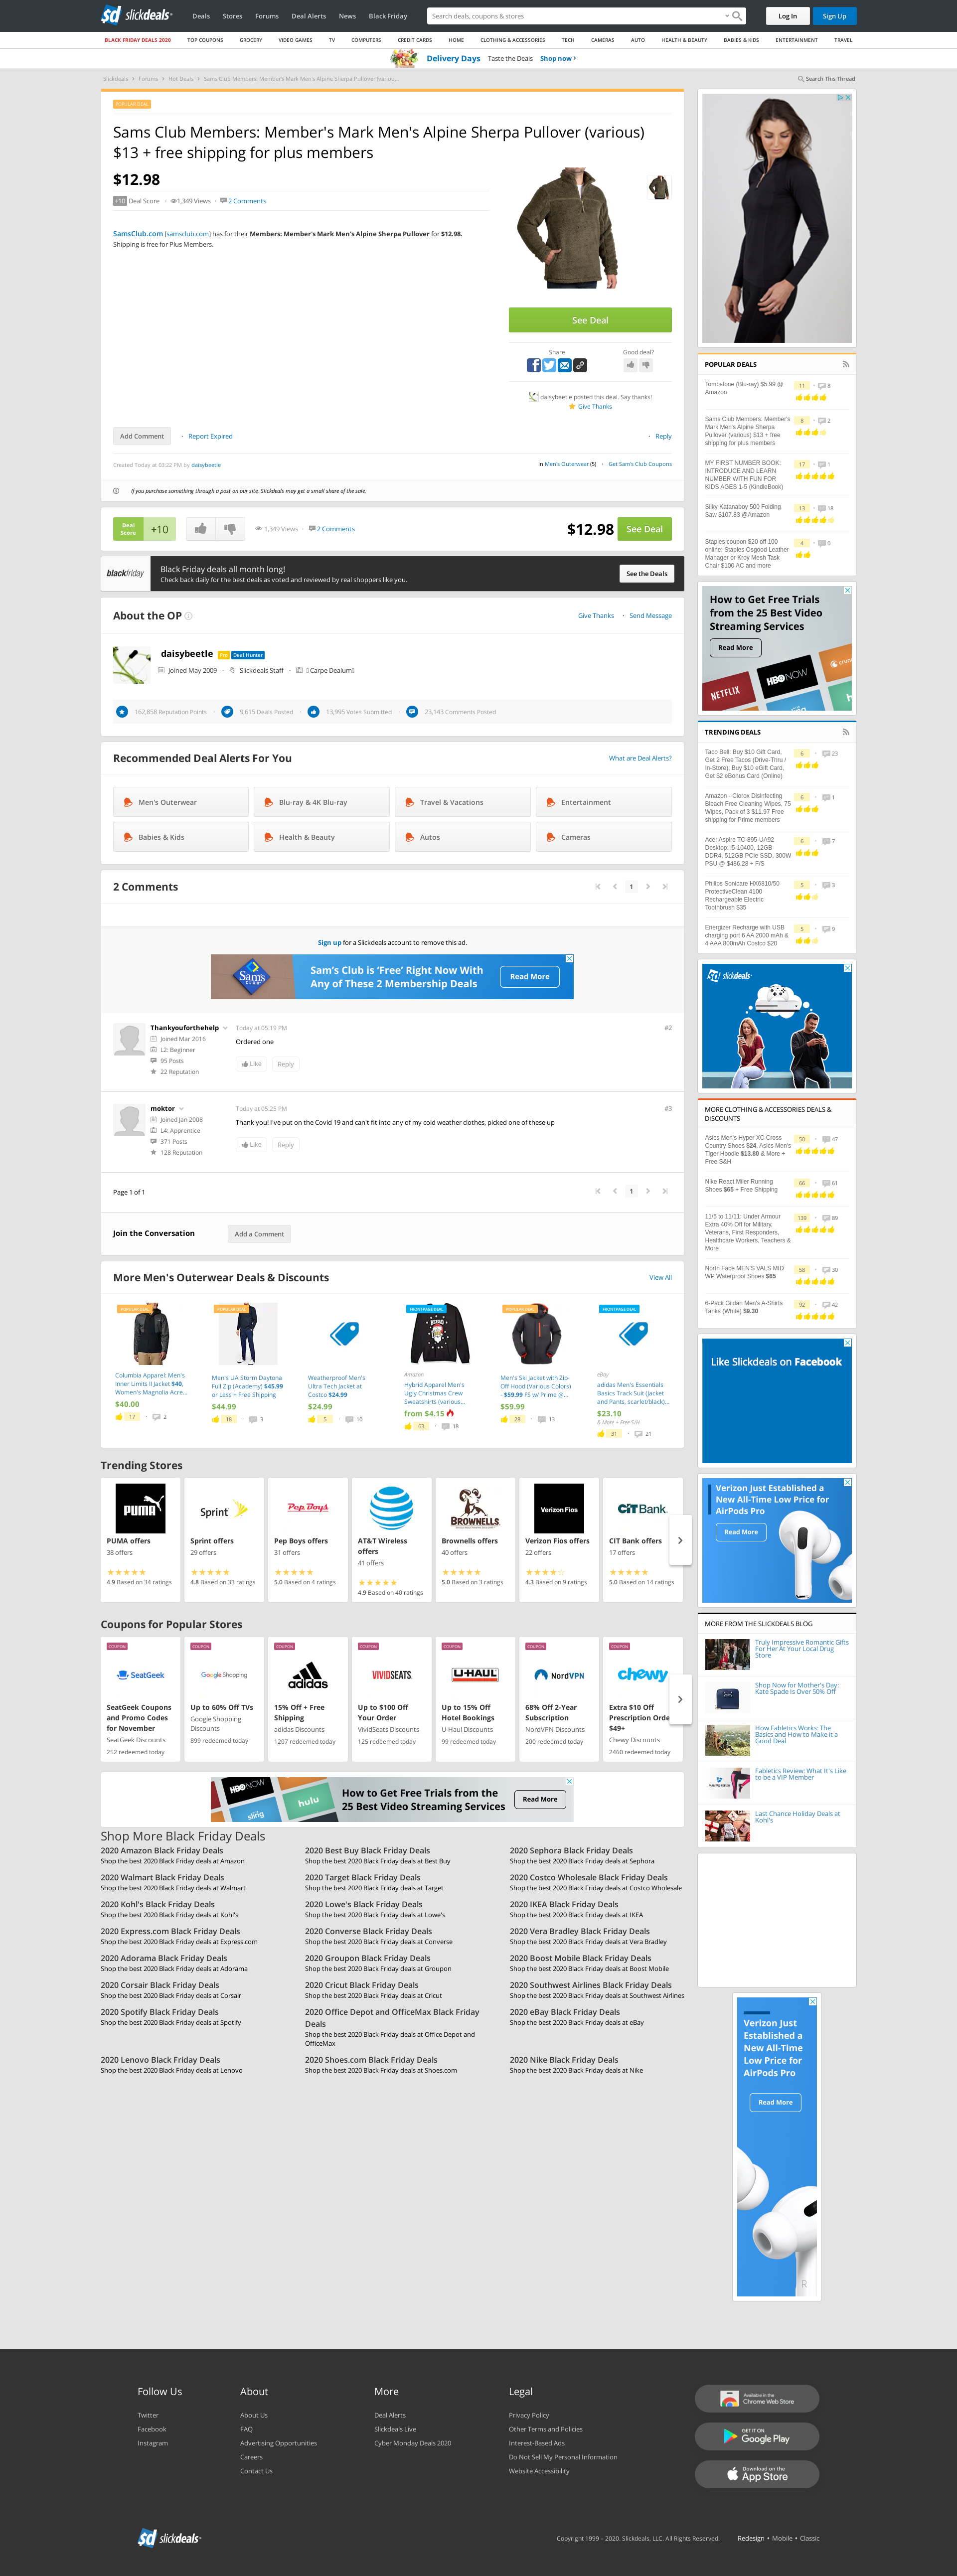 slickdeals
Deals
Stores
Forums
Deal Alerts
News
Black Friday
Search deals, coupons & stores
Log In
Sign Up
BLACK FRIDAY DEALS 2020
TOP COUPONS
GROCERY
VIDEO GAMES
TV
COMPUTERS
CREDIT CARDS
HOME
CLOTHING & ACCESSORIES
TECH
CAMERAS
AUTO
HEALTH & BEAUTY
BABIES & KIDS
ENTERTAINMENT
TRAVEL
Delivery Days Taste the Deals Shop now ›
Slickdeals › Forums › Hot Deals › Sams Club Members: Member's Mark Men's Alpine Sherpa Pullover (variou...
Search This Thread
POPULAR DEAL
Sams Club Members: Member's Mark Men's Alpine Sherpa Pullover (various)
$13 + free shipping for plus members
$12.98
+10 Deal Score
1,349 Views
2 Comments
SamsClub.com [samsclub.com] has for their Members: Member's Mark Men's Alpine Sherpa Pullover for $12.98.
Shipping is free for Plus Members.
See Deal
Share
Good deal?
daisybeetle posted this deal. Say thanks!
Give Thanks
Add Comment
Report Expired
Reply
Created Today at 03:22 PM by daisybeetle
in Men's Outerwear (5)
Get Sam's Club Coupons
If you purchase something through a post on our site, Slickdeals may get a small share of the sale.
Deal
Score
+10
1,349 Views
2 Comments
$12.98
See Deal
blackfriday
Black Friday deals all month long!
Check back daily for the best deals as voted and reviewed by real shoppers like you.
See the Deals
About the OP
Give Thanks
Send Message
daisybeetle
Pro
Deal Hunter
Joined May 2009
Slickdeals Staff
Carpe Dealum
162,858 Reputation Points
9,615 Deals Posted
13,995 Votes Submitted
23,143 Comments Posted
Recommended Deal Alerts For You
What are Deal Alerts?
Men's Outerwear
Blu-ray & 4K Blu-ray
Travel & Vacations
Entertainment
Babies & Kids
Health & Beauty
Autos
Cameras
2 Comments
1
Sign up for a Slickdeals account to remove this ad.
Sam's Club
Sam's Club is 'Free' Right Now With
Any of These 2 Membership Deals
Read More
Thankyouforthehelp
Joined Mar 2016
L2: Beginner
95 Posts
22 Reputation
Today at 05:19 PM
#2
Ordered one
Like
Reply
moktor
Joined Jan 2008
L4: Apprentice
371 Posts
128 Reputation
Today at 05:25 PM
#3
Thank you! I've put on the Covid 19 and can't fit into any of my cold weather clothes, picked one of these up
Like
Reply
Page 1 of 1
1
Join the Conversation
Add a Comment
More Men's Outerwear Deals & Discounts
View All
POPULAR DEAL
Columbia Apparel: Men's
Inner Limits II Jacket $40,
Women's Magnolia Acre...
$40.00
17
2
POPULAR DEAL
Men's UA Storm Daytona
Full Zip (Academy) $45.99
or Less + Free Shipping
$44.99
18
3
Weatherproof Men's
Ultra Tech Jacket at
Costco $24.99
$24.99
5
10
FRONTPAGE DEAL
Amazon
Hybrid Apparel Men's
Ugly Christmas Crew
Sweatshirts (various...
from $4.15
63
18
POPULAR DEAL
Men's Ski Jacket with Zip-
Off Hood (Various Colors)
- $59.99 FS w/ Prime @...
$59.99
28
13
FRONTPAGE DEAL
eBay
adidas Men's Essentials
Basics Track Suit (Jacket
and Pants, scarlet/black)...
$23.10
& More + Free S/H
31
21
Trending Stores
PUMA
PUMA offers
38 offers
4.9 Based on 34 ratings
Sprint
Sprint offers
29 offers
4.8 Based on 33 ratings
Pep Boys
Pep Boys offers
31 offers
5.0 Based on 4 ratings
AT&T Wireless
offers
41 offers
4.9 Based on 40 ratings
BROWNELLS
Brownells offers
40 offers
5.0 Based on 3 ratings
Verizon Fios
Verizon Fios offers
22 offers
4.3 Based on 9 ratings
CIT Bank
CIT Bank offers
17 offers
5.0 Based on 14 ratings
Coupons for Popular Stores
COUPON
SeatGeek
SeatGeek Coupons
and Promo Codes
for November
SeatGeek Discounts
252 redeemed today
COUPON
Google Shopping
Up to 60% Off TVs
Google Shopping
Discounts
899 redeemed today
COUPON
adidas
15% Off + Free
Shipping
adidas Discounts
1207 redeemed today
COUPON
VIVIDSEATS
Up to $100 Off
Your Order
VividSeats Discounts
125 redeemed today
COUPON
U-HAUL
Up to 15% Off
Hotel Bookings
U-Haul Discounts
99 redeemed today
COUPON
NordVPN
68% Off 2-Year
Subscription
NordVPN Discounts
200 redeemed today
COUPON
chewy
Extra $10 Off
Prescription Orde
$49+
Chewy Discounts
2460 redeemed today
HBO NOW
sling
hulu
How to Get Free Trials from the
25 Best Video Streaming Services
Read More
Shop More Black Friday Deals
2020 Amazon Black Friday Deals
Shop the best 2020 Black Friday deals at Amazon
2020 Best Buy Black Friday Deals
Shop the best 2020 Black Friday deals at Best Buy
2020 Sephora Black Friday Deals
Shop the best 2020 Black Friday deals at Sephora
2020 Walmart Black Friday Deals
Shop the best 2020 Black Friday deals at Walmart
2020 Target Black Friday Deals
Shop the best 2020 Black Friday deals at Target
2020 Costco Wholesale Black Friday Deals
Shop the best 2020 Black Friday deals at Costco Wholesale
2020 Kohl's Black Friday Deals
Shop the best 2020 Black Friday deals at Kohl's
2020 Lowe's Black Friday Deals
Shop the best 2020 Black Friday deals at Lowe's
2020 IKEA Black Friday Deals
Shop the best 2020 Black Friday deals at IKEA
2020 Express.com Black Friday Deals
Shop the best 2020 Black Friday deals at Express.com
2020 Converse Black Friday Deals
Shop the best 2020 Black Friday deals at Converse
2020 Vera Bradley Black Friday Deals
Shop the best 2020 Black Friday deals at Vera Bradley
2020 Adorama Black Friday Deals
Shop the best 2020 Black Friday deals at Adorama
2020 Groupon Black Friday Deals
Shop the best 2020 Black Friday deals at Groupon
2020 Boost Mobile Black Friday Deals
Shop the best 2020 Black Friday deals at Boost Mobile
2020 Corsair Black Friday Deals
Shop the best 2020 Black Friday deals at Corsair
2020 Cricut Black Friday Deals
Shop the best 2020 Black Friday deals at Cricut
2020 Southwest Airlines Black Friday Deals
Shop the best 2020 Black Friday deals at Southwest Airlines
2020 Spotify Black Friday Deals
Shop the best 2020 Black Friday deals at Spotify
2020 Office Depot and OfficeMax Black Friday
Deals
Shop the best 2020 Black Friday deals at Office Depot and
OfficeMax
2020 eBay Black Friday Deals
Shop the best 2020 Black Friday deals at eBay
2020 Lenovo Black Friday Deals
Shop the best 2020 Black Friday deals at Lenovo
2020 Shoes.com Black Friday Deals
Shop the best 2020 Black Friday deals at Shoes.com
2020 Nike Black Friday Deals
Shop the best 2020 Black Friday deals at Nike
POPULAR DEALS
Tombstone (Blu-ray) $5.99 @
Amazon
11
8
Sams Club Members: Member's
Mark Men's Alpine Sherpa
Pullover (various) $13 + free
shipping for plus members
8
2
MY FIRST NUMBER BOOK:
INTRODUCE AND LEARN
NUMBER WITH FUN FOR
KIDS AGES 1-5 (KindleBook)
17
1
Silky Katanaboy 500 Folding
Saw $107.83 @Amazon
13
18
Staples coupon $20 off 100
online; Staples Osgood Leather
Manager or Kroy Mesh Task
Chair $100 AC and more
4
0
How to Get Free Trials
from the 25 Best Video
Streaming Services
Read More
NETFLIX
HBO NOW
sling
hulu
TRENDING DEALS
Taco Bell: Buy $10 Gift Card,
Get 2 Free Tacos (Drive-Thru /
In-Store); Buy $10 eGift Card,
Get $2 eBonus Card (Online)
6
23
Amazon - Clorox Disinfecting
Bleach Free Cleaning Wipes, 75
Wipes, Pack of 3 $11.97 Free
shipping for Prime members
6
1
Acer Aspire TC-895-UA92
Desktop: i5-10400, 12GB
DDR4, 512GB PCIe SSD, 300W
PSU @ $486.28 + F/S
6
7
Philips Sonicare HX6810/50
ProtectiveClean 4100
Rechargeable Electric
Toothbrush $35
5
3
Energizer Recharge with USB
charging port 6 AA 2000 mAh &
4 AAA 800mAh Costco $20
5
9
slickdeals
MORE CLOTHING & ACCESSORIES DEALS &
DISCOUNTS
Asics Men's Hyper XC Cross
Country Shoes $24, Asics Men's
Tiger Hoodie $13.80 & More +
Free S&H
50
47
Nike React Miler Running
Shoes $65 + Free Shipping
66
61
11/5 to 11/11: Under Armour
Extra 40% Off for Military,
Veterans, First Responders,
Healthcare Workers, Teachers &
More
139
89
North Face MEN'S VALS MID
WP Waterproof Shoes $65
58
30
6-Pack Gildan Men's A-Shirts
Tanks (White) $9.30
92
42
Like Slickdeals on Facebook
Verizon Just Established a
New All-Time Low Price for
AirPods Pro
Read More
MORE FROM THE SLICKDEALS BLOG
Truly Impressive Romantic Gifts
For Her At Your Local Drug
Store
Shop Now for Mother's Day:
Kate Spade Is Over 50% Off
How Fabletics Works: The
Basics and How to Make it a
Good Deal
Fabletics Review: What It's Like
to be a VIP Member
Last Chance Holiday Deals at
Kohl's
Verizon Just
Established a
New All-Time
Low Price for
AirPods Pro
Read More
R
Follow Us
Twitter
Facebook
Instagram
About
About Us
FAQ
Advertising Opportunities
Careers
Contact Us
More
Deal Alerts
Slickdeals Live
Cyber Monday Deals 2020
Legal
Privacy Policy
Other Terms and Policies
Interest-Based Ads
Do Not Sell My Personal Information
Website Accessibility
Available in the
Chrome Web Store
GET IT ON
Google Play
Download on the
App Store
slickdeals
Copyright 1999 – 2020. Slickdeals, LLC. All Rights Reserved.
Redesign • Mobile • Classic